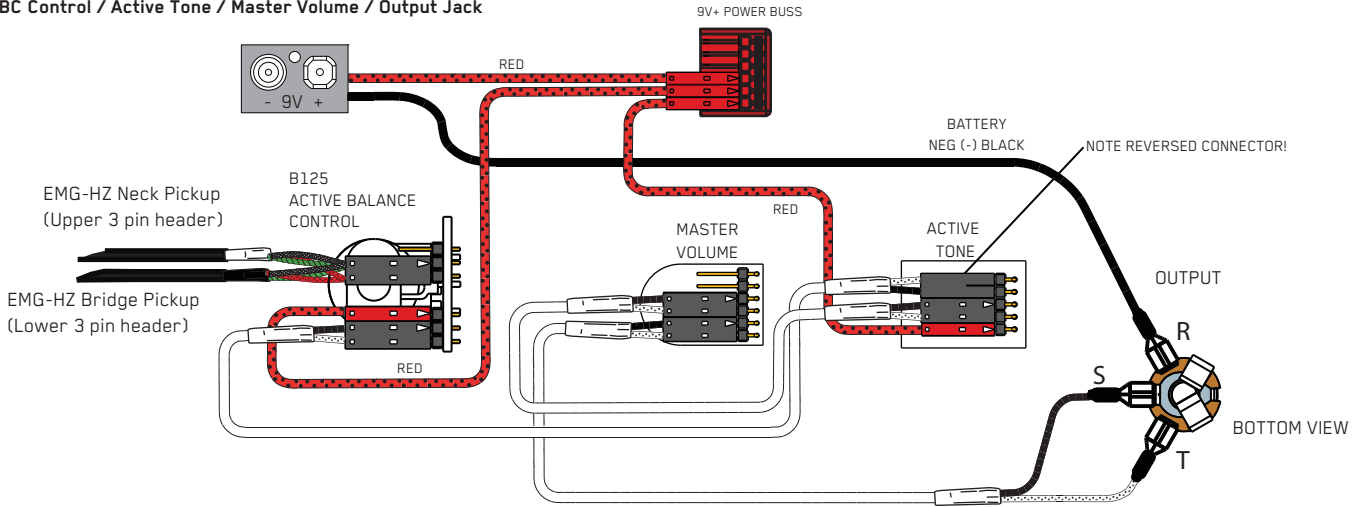 BC Control / Active Tone / Master Volume / Output Jack
9V+ POWER BUSS
RED
- 9V +
BATTERY
NEG (-) BLACK
NOTE REVERSED CONNECTOR!
EMG-HZ Neck Pickup
(Upper 3 pin header)
B125
ACTIVE BALANCE
CONTROL
RED
MASTER
VOLUME
ACTIVE
TONE
OUTPUT
EMG-HZ Bridge Pickup
(Lower 3 pin header)
R
RED
S
BOTTOM VIEW
T